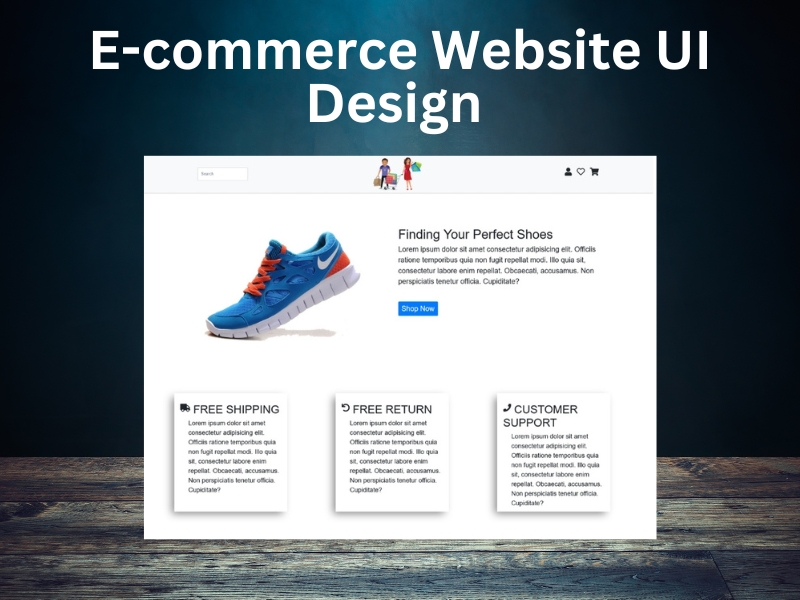 E-commerce Website UI
Design
Search
Finding Your Perfect Shoes
Lorem ipsum dolor sit amet consectetur adipisicing elit. Officiis
ratione temporibus quia non fugit repellat modi. Illo quia sit,
consectetur labore enim repellat. Obcaecati, accusamus. Non
perspiciatis tenetur officia. Cupiditate?
Shop Now
FREE SHIPPING
Lorem ipsum dolor sit amet
consectetur adipisicing elit.
Officiis ratione temporibus quia
non fugit repellat modi. Illo quia
sit, consectetur labore enim
repellat. Obcaecati, accusamus.
Non perspiciatis tenetur officia.
Cupiditate?
FREE RETURN
Lorem ipsum dolor sit amet
consectetur adipisicing elit.
Officiis ratione temporibus quia
non fugit repellat modi. Illo quia
sit, consectetur labore enim
repellat. Obcaecati, accusamus.
Non perspiciatis tenetur officia.
Cupiditate?
CUSTOMER
SUPPORT
Lorem ipsum dolor sit amet
consectetur adipisicing elit.
Officiis ratione temporibus quia
non fugit repellat modi. Illo quia
sit, consectetur labore enim
repellat. Obcaecati, accusamus.
Non perspiciatis tenetur officia.
Cupiditate?